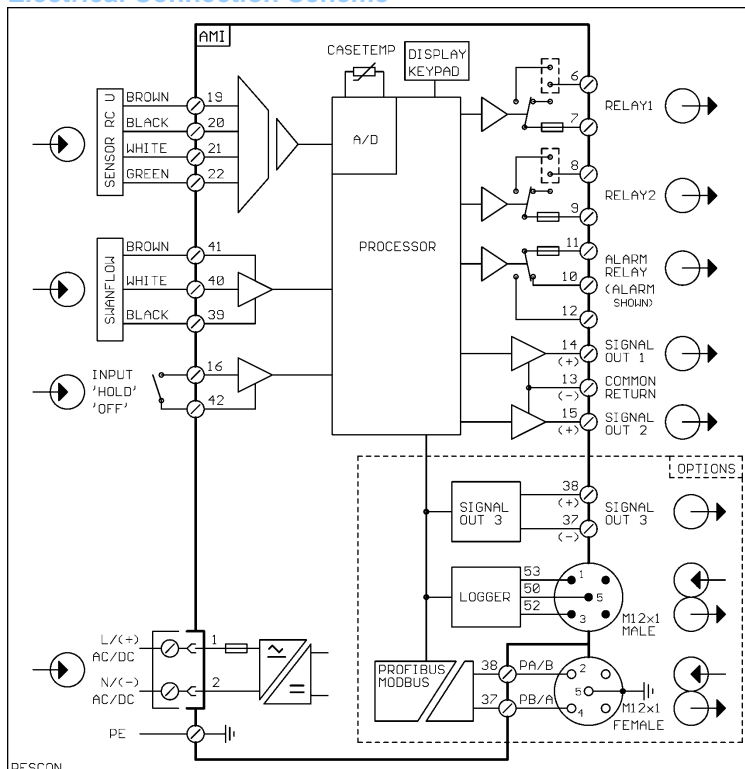 AMI
CASETEMP
DISPLAY
KEYPAD
A/D
PROCESSOR
SENSOR RC U
BROWN 19
BLACK 20
WHITE 21
GREEN 22
SWANFLOW
BROWN 41
WHITE 40
BLACK 39
INPUT
'HOLD'
'OFF'
16
42
6
7
RELAY1
8
9
RELAY2
11
10
12
ALARM
RELAY
(ALARM
SHOWN)
14
(+)
SIGNAL
OUT 1
13
(-)
COMMON
RETURN
15
(+)
SIGNAL
OUT 2
OPTIONS
SIGNAL
OUT 3
38
(+)
37
(-)
SIGNAL
OUT 3
LOGGER
53
50
52
1
5
3
M12x1
MALE
PROFIBUS
MODBUS
38 PA/B
37 PB/A
2
5
4
M12x1
FEMALE
L/(+)
AC/DC
1
N/(-)
AC/DC
2
PE